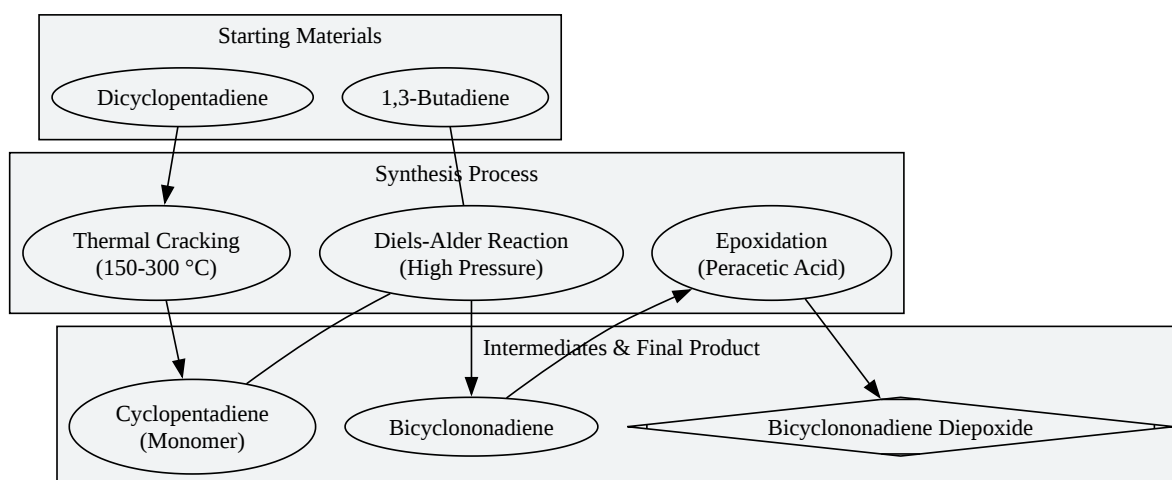 Starting Materials
Dicyclopentadiene
1,3-Butadiene
Synthesis Process
Thermal Cracking
(150-300 °C)
Diels-Alder Reaction
(High Pressure)
Epoxidation
(Peracetic Acid)
Intermediates & Final Product
Cyclopentadiene
(Monomer)
Bicyclononadiene
Bicyclononadiene Diepoxide